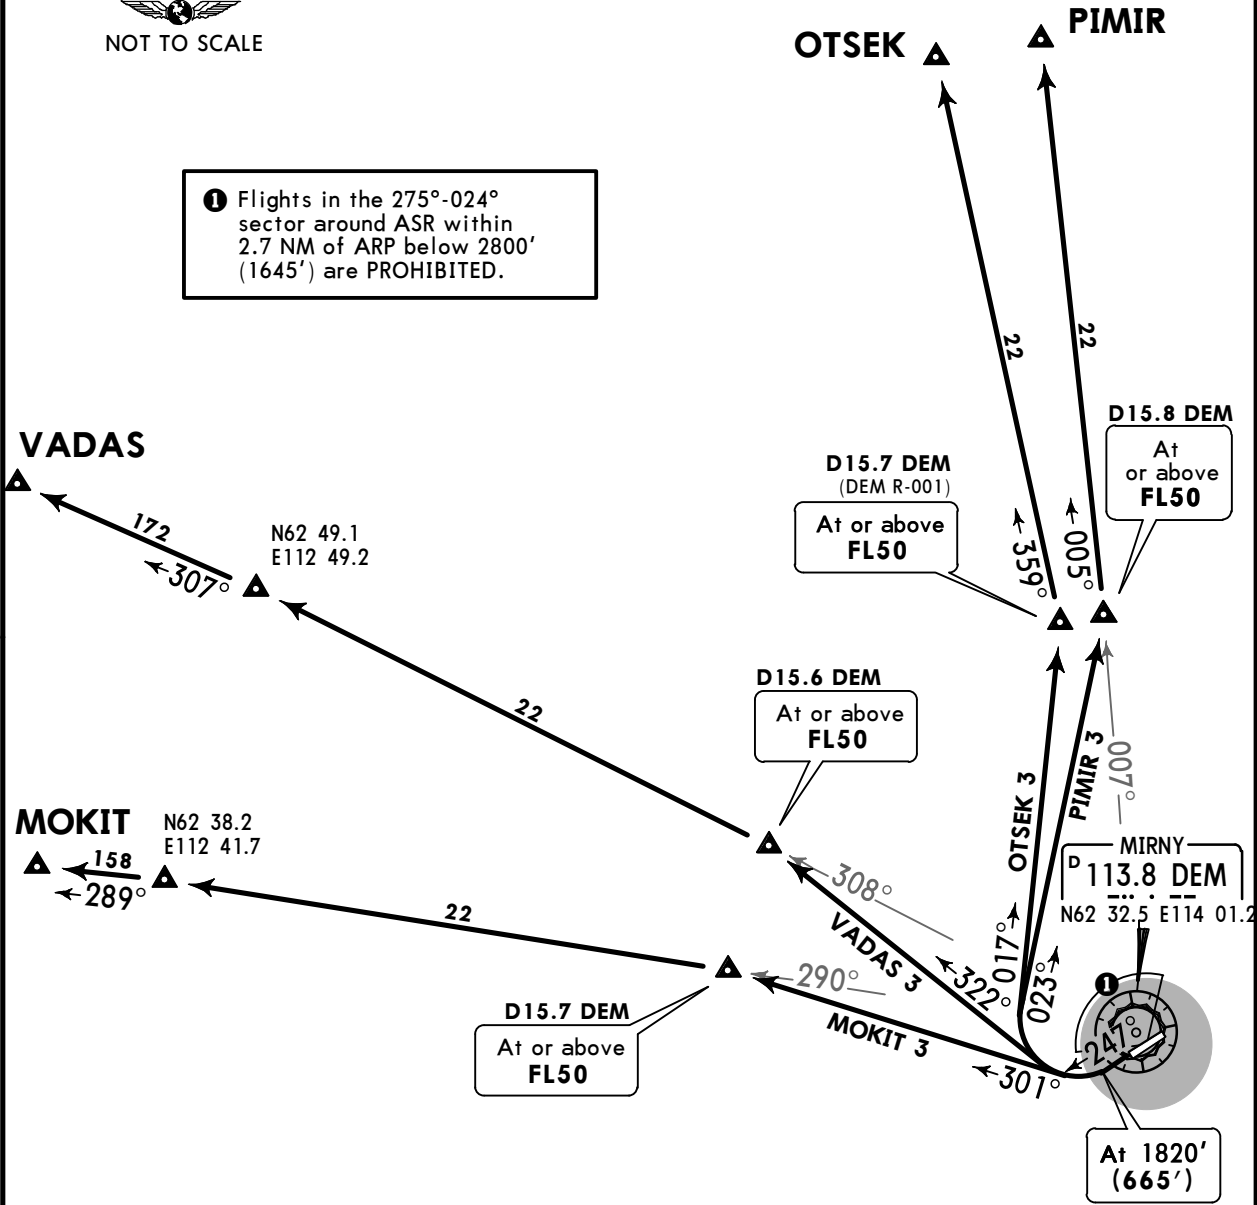 NOT TO SCALE
OTSEK
PIMIR
1 Flights in the 275°-024°
sector around ASR within
2.7 NM of ARP below 2800'
(1645') are PROHIBITED.
22
22
D15.8 DEM
At
or above
FL50
VADAS
D15.7 DEM
(DEM R-001)
At or above
FL50
172
307°
N62 49.1
E112 49.2
359°
005°
22
D15.6 DEM
At or above
FL50
007°
OTSEK 3
PIMIR 3
MOKIT
N62 38.2
E112 41.7
158
289°
22
MIRNY
D 113.8 DEM
N62 32.5 E114 01.2
308°
VADAS 3
322°
017°
023°
290°
MOKIT 3
301°
1
247°
D15.7 DEM
At or above
FL50
At 1820'
(665')